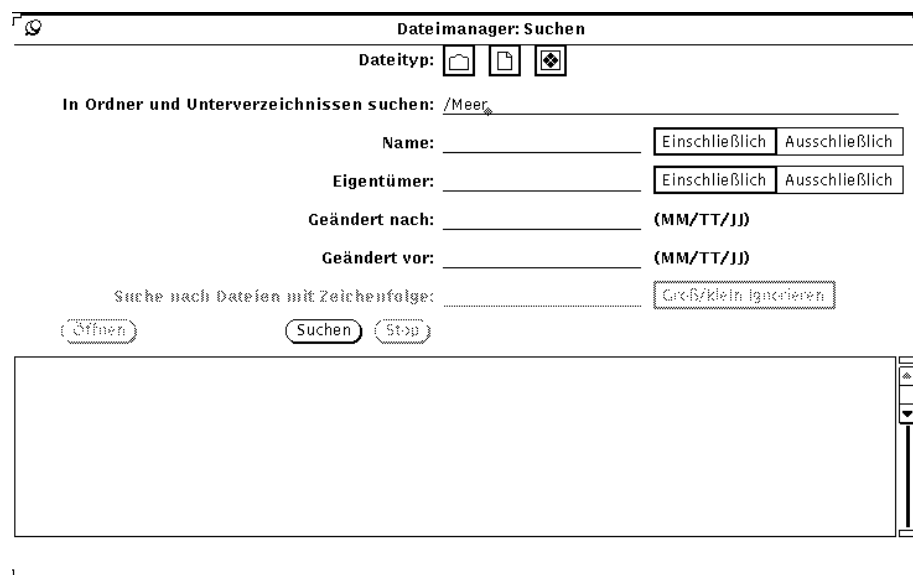 Dateimanager: Suchen
Dateityp:
In Ordner und Unterverzeichnissen suchen: /Meer
Name: Einschließlich Ausschließlich
Eigentümer: Einschließlich Ausschließlich
Geändert nach: (MM/TT/JJ)
Geändert vor: (MM/TT/JJ)
Suche nach Dateien mit Zeichenfolge: Groß/klein ignorieren
Öffnen Suchen Stop